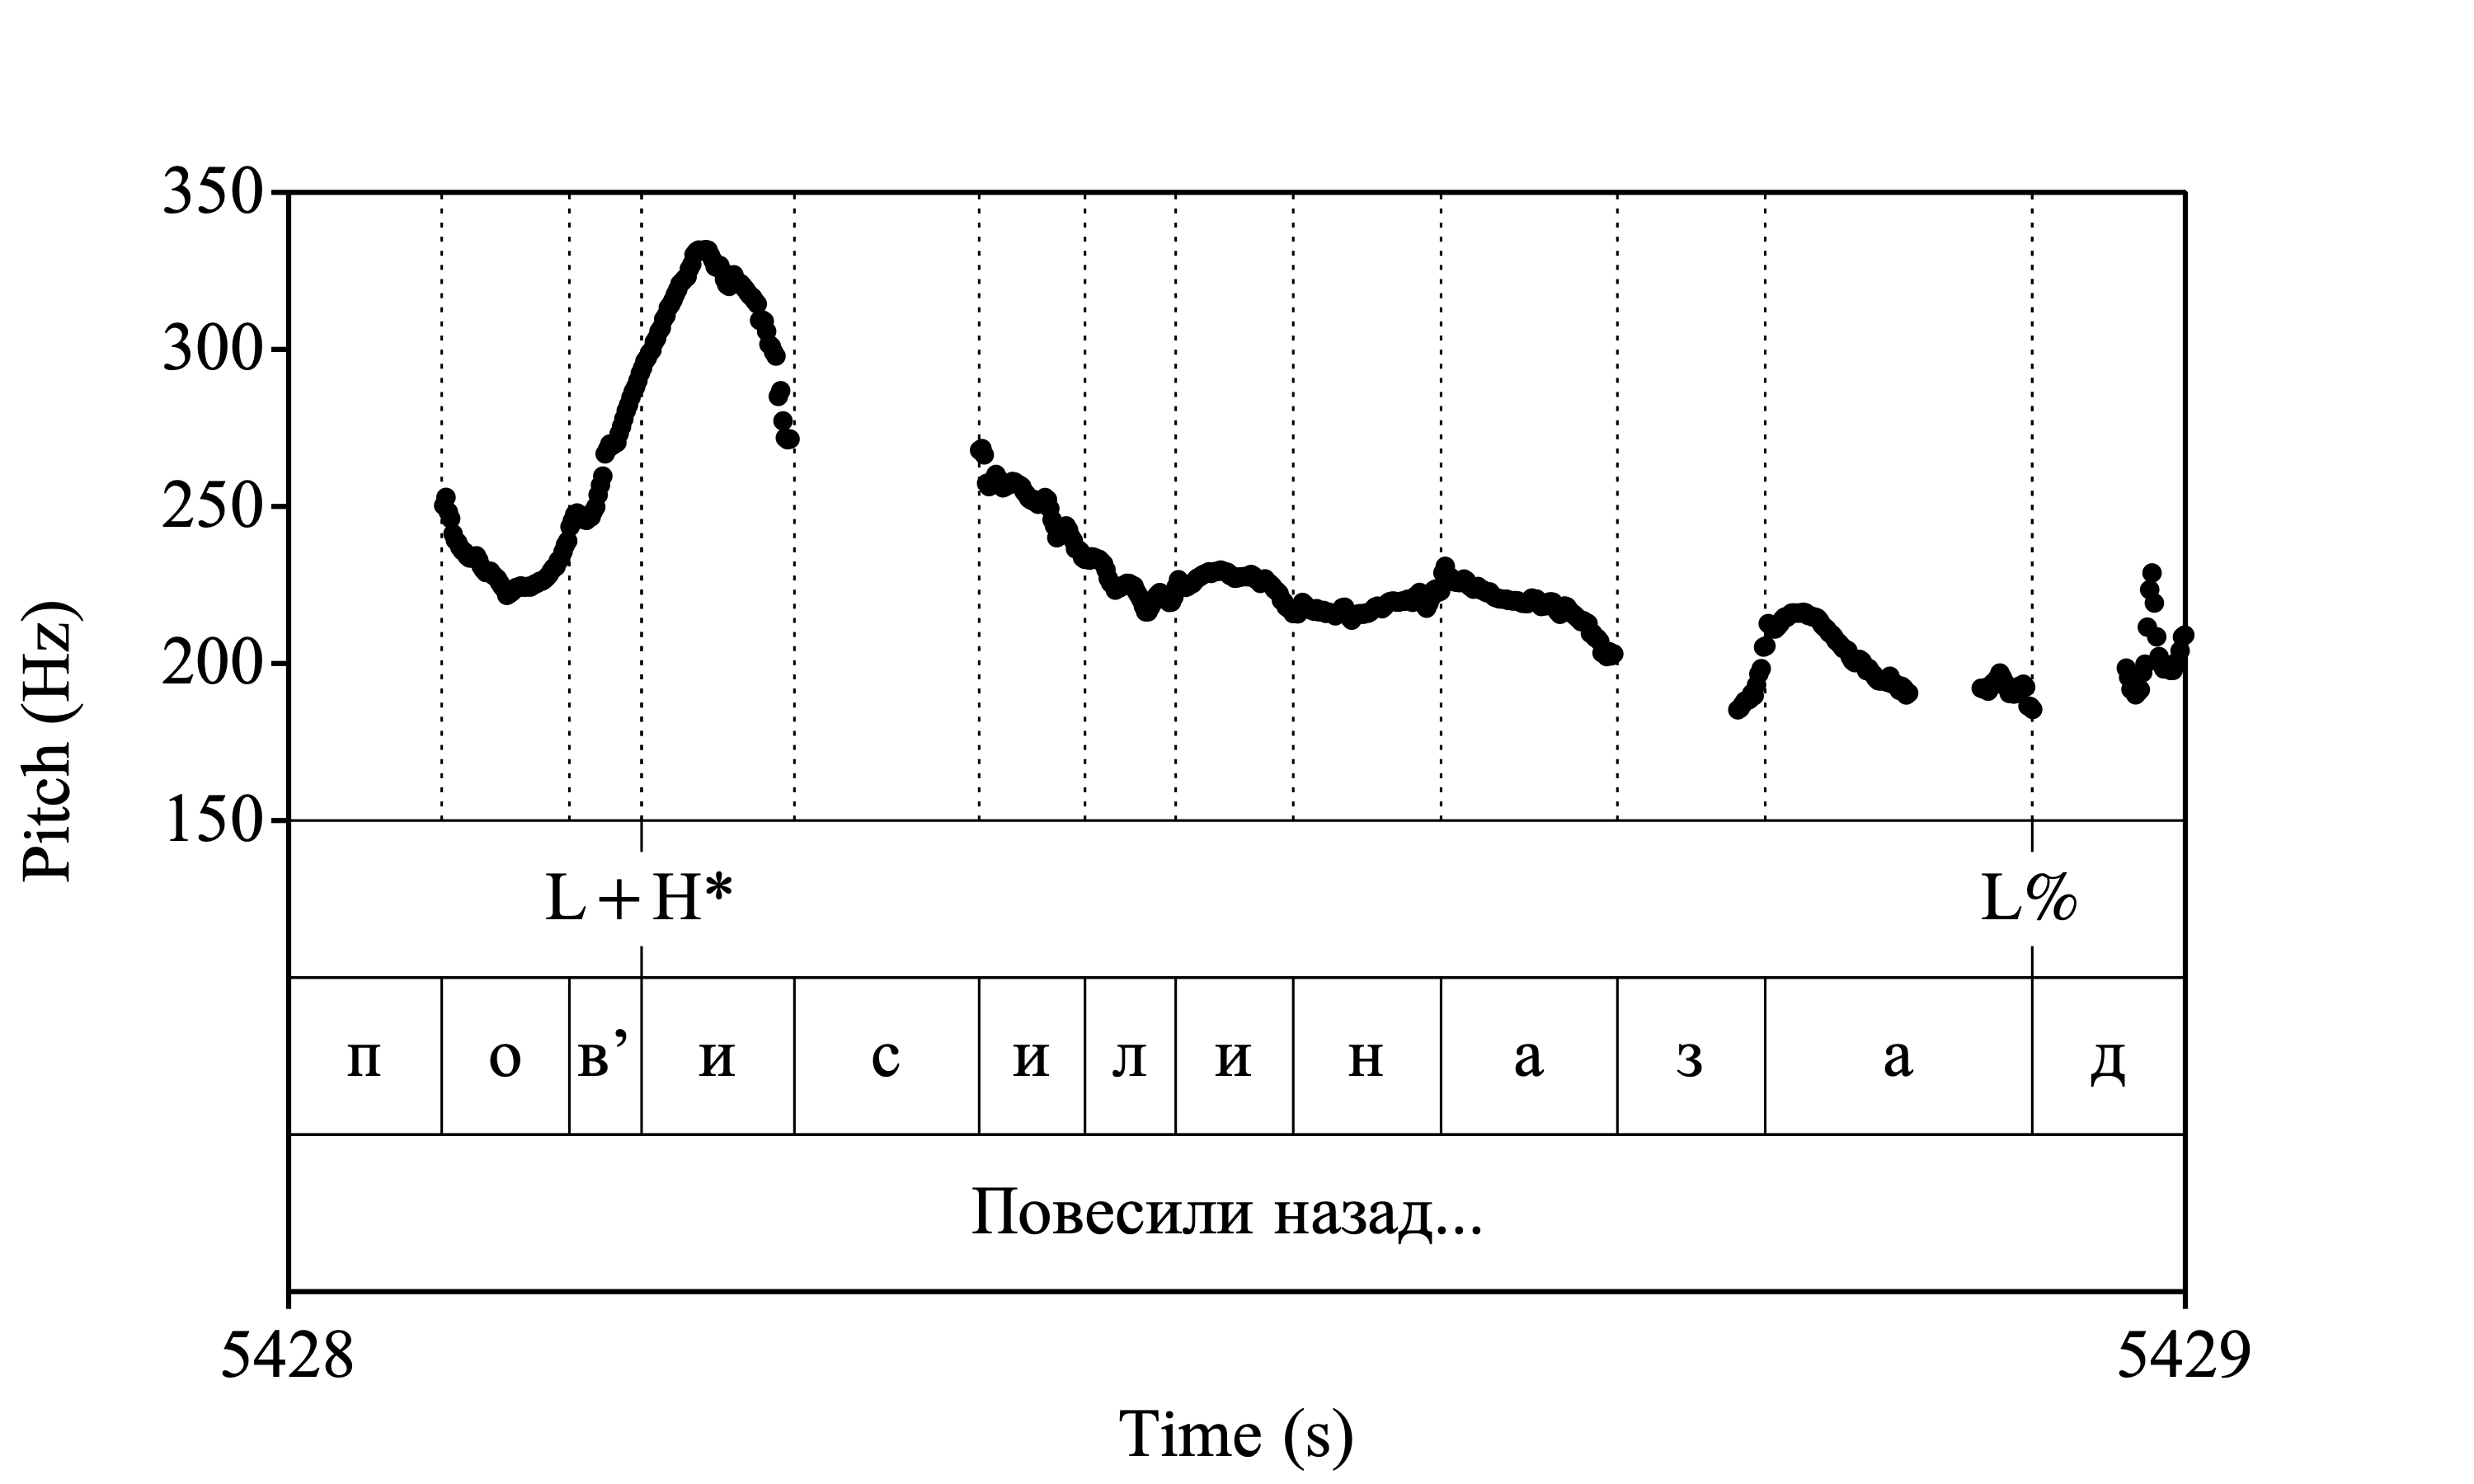 Pitch (Hz)
350
300
250
200
150
L+H* L%
п о в’ и с и л и н а з а д
Повесили назад...
5428 5429
Time (s)